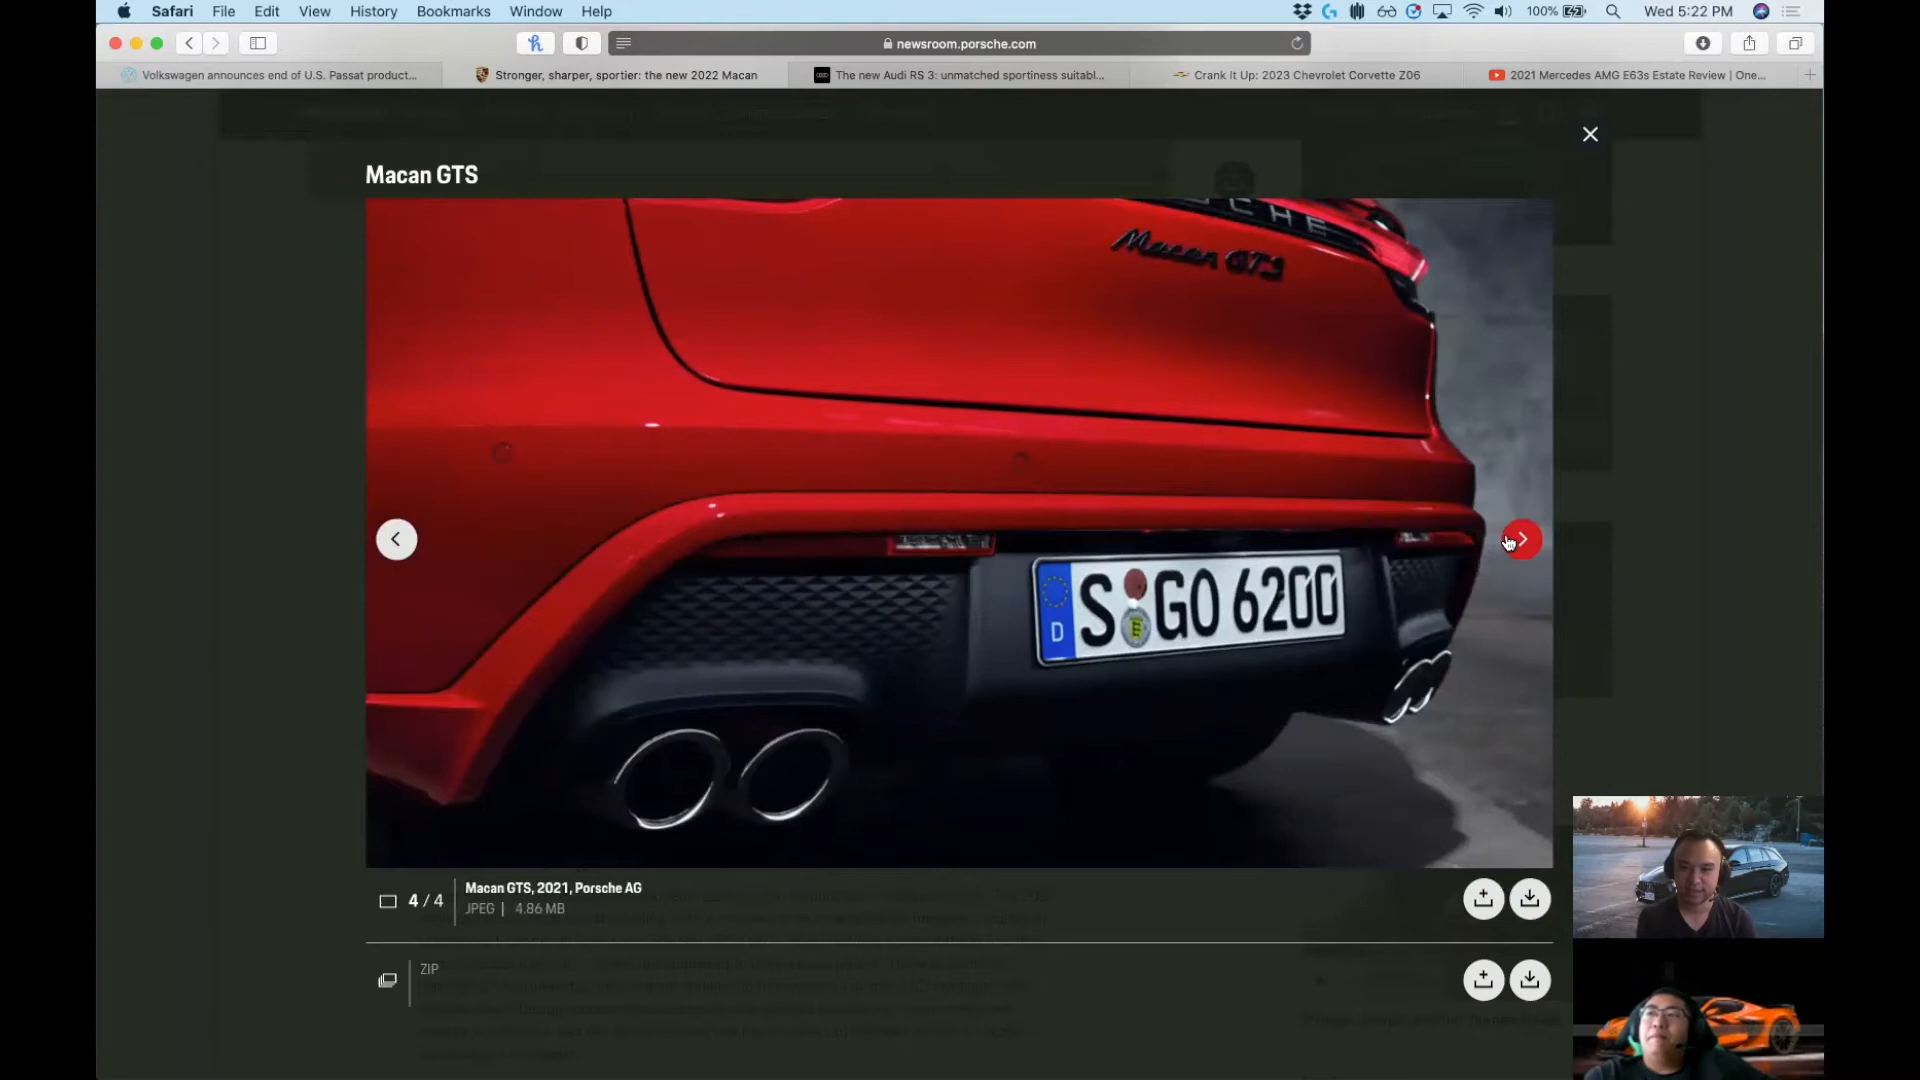 Safari File Edit View History Bookmarks Window Help 100% Wed 5:22 PM
newsroom.porsche.com
Volkswagen announces end of U.S. Passat product... Stronger, sharper, sportier: the new 2022 Macan The new Audi RS 3: unmatched sportiness suitabl... Crank It Up: 2023 Chevrolet Corvette Z06 2021 Mercedes AMG E63s Estate Review | One...
Macan GTS
CHE
Macan GTS
D S GO 6200
4 / 4 Macan GTS, 2021, Porsche AG
JPEG | 4.86 MB
ZIP